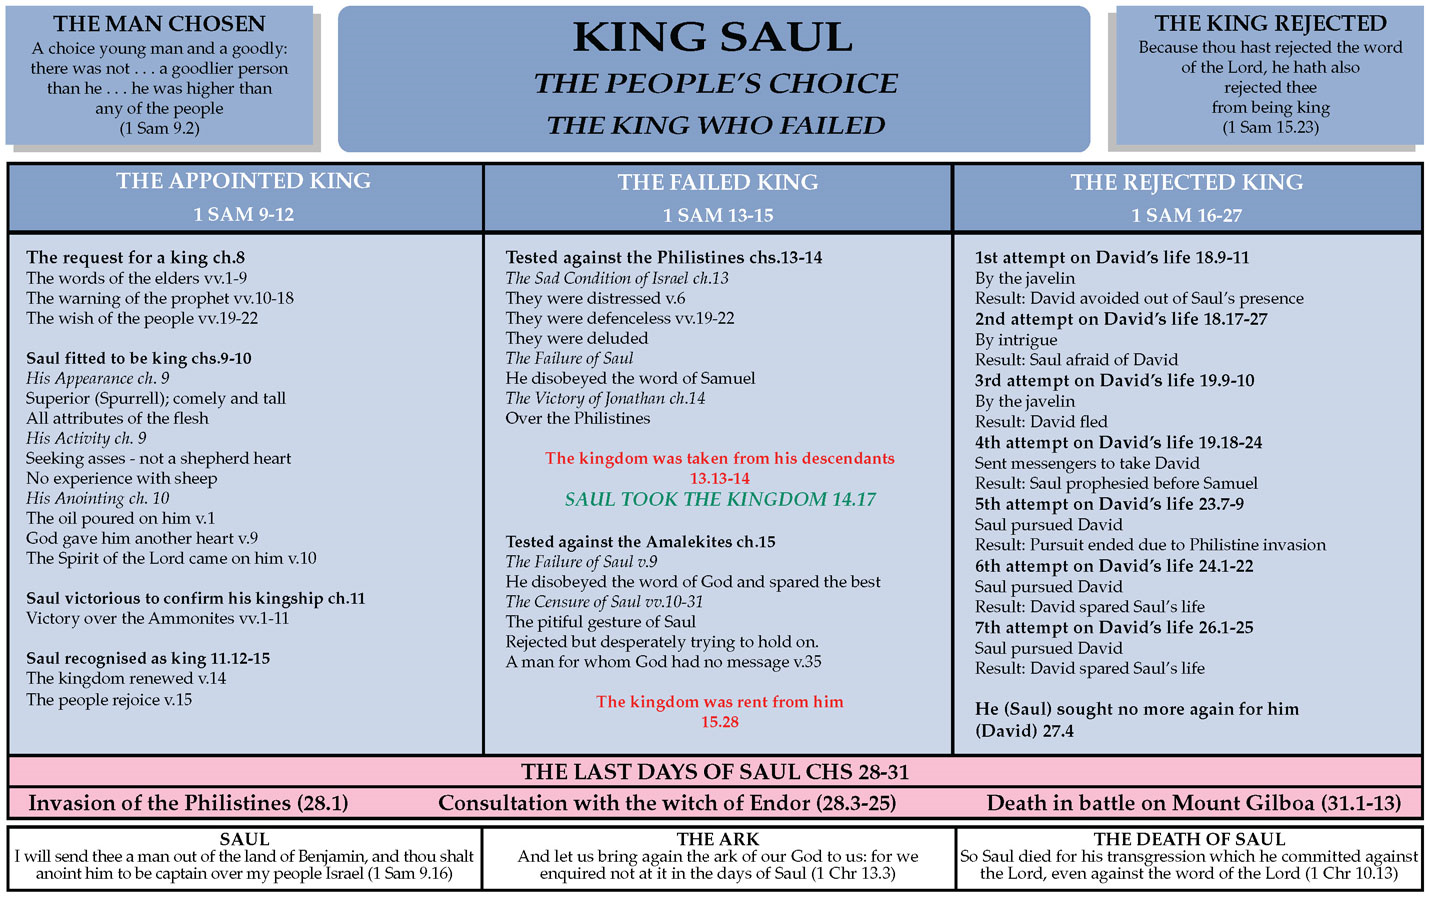 THE MAN CHOSEN
A choice young man and a goodly:
there was not . . . a goodlier person
than he . . . he was higher than
any of the people
(1 Sam 9.2)
KING SAUL
THE PEOPLE'S CHOICE
THE KING WHO FAILED
THE KING REJECTED
Because thou hast rejected the word
of the Lord, he hath also
rejected thee
from being king
(1 Sam 15.23)
THE APPOINTED KING
1 SAM 9-12
The request for a king ch.8
The words of the elders vv.1-9
The warning of the prophet vv.10-18
The wish of the people vv.19-22
Saul fitted to be king chs.9-10
His Appearance ch. 9
Superior (Spurrell); comely and tall
All attributes of the flesh
His Activity ch. 9
Seeking asses - not a shepherd heart
No experience with sheep
His Anointing ch. 10
The oil poured on him v.1
God gave him another heart v.9
The Spirit of the Lord came on him v.10
Saul victorious to confirm his kingship ch.11
Victory over the Ammonites vv.1-11
Saul recognised as king 11.12-15
The kingdom renewed v.14
The people rejoice v.15
THE FAILED KING
1 SAM 13-15
Tested against the Philistines chs.13-14
The Sad Condition of Israel ch.13
They were distressed v.6
They were defenceless vv.19-22
They were deluded
The Failure of Saul
He disobeyed the word of Samuel
The Victory of Jonathan ch.14
Over the Philistines
The kingdom was taken from his descendants
13.13-14
SAUL TOOK THE KINGDOM 14.17
Tested against the Amalekites ch.15
The Failure of Saul v.9
He disobeyed the word of God and spared the best
The Censure of Saul vv.10-31
The pitiful gesture of Saul
Rejected but desperately trying to hold on.
A man for whom God had no message v.35
The kingdom was rent from him
15.28
THE REJECTED KING
1 SAM 16-27
1st attempt on David's life 18.9-11
By the javelin
Result: David avoided out of Saul's presence
2nd attempt on David's life 18.17-27
By intrigue
Result: Saul afraid of David
3rd attempt on David's life 19.9-10
By the javelin
Result: David fled
4th attempt on David's life 19.18-24
Sent messengers to take David
Result: Saul prophesied before Samuel
5th attempt on David's life 23.7-9
Saul pursued David
Result: Pursuit ended due to Philistine invasion
6th attempt on David's life 24.1-22
Saul pursued David
Result: David spared Saul's life
7th attempt on David's life 26.1-25
Saul pursued David
Result: David spared Saul's life
He (Saul) sought no more again for him
(David) 27.4
THE LAST DAYS OF SAUL CHS 28-31
Invasion of the Philistines (28.1)
Consultation with the witch of Endor (28.3-25)
Death in battle on Mount Gilboa (31.1-13)
SAUL
I will send thee a man out of the land of Benjamin, and thou shalt
anoint him to be captain over my people Israel (1 Sam 9.16)
THE ARK
And let us bring again the ark of our God to us: for we
enquired not at it in the days of Saul (1 Chr 13.3)
THE DEATH OF SAUL
So Saul died for his transgression which he committed against
the Lord, even against the word of the Lord (1 Chr 10.13)